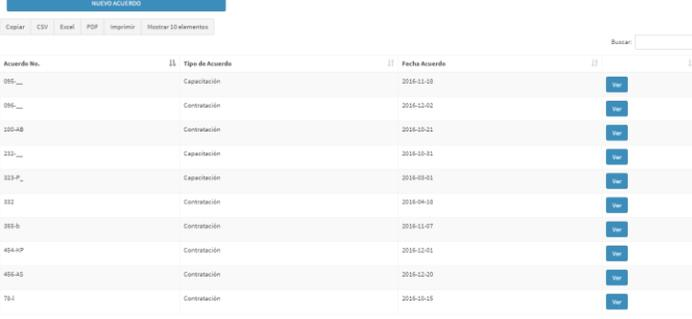 NUEVO ACUERDO
Copiar CSV Excel PDF Imprimir Mostrar 10 elementos
Buscar:
Acuerdo No. Tipo de Acuerdo Fecha Acuerdo
095-__ Capacitación 2016-11-18 Ver
096-__ Contratación 2016-12-02 Ver
100-AB Contratación 2016-10-21 Ver
232-__ Capacitación 2016-10-31 Ver
323-P_ Capacitación 2016-03-01 Ver
332 Contratación 2016-04-18 Ver
355-b Contratación 2016-11-07 Ver
454-KP Contratación 2016-12-01 Ver
456-AS Contratación 2016-12-20 Ver
78-I Contratación 2016-10-15 Ver